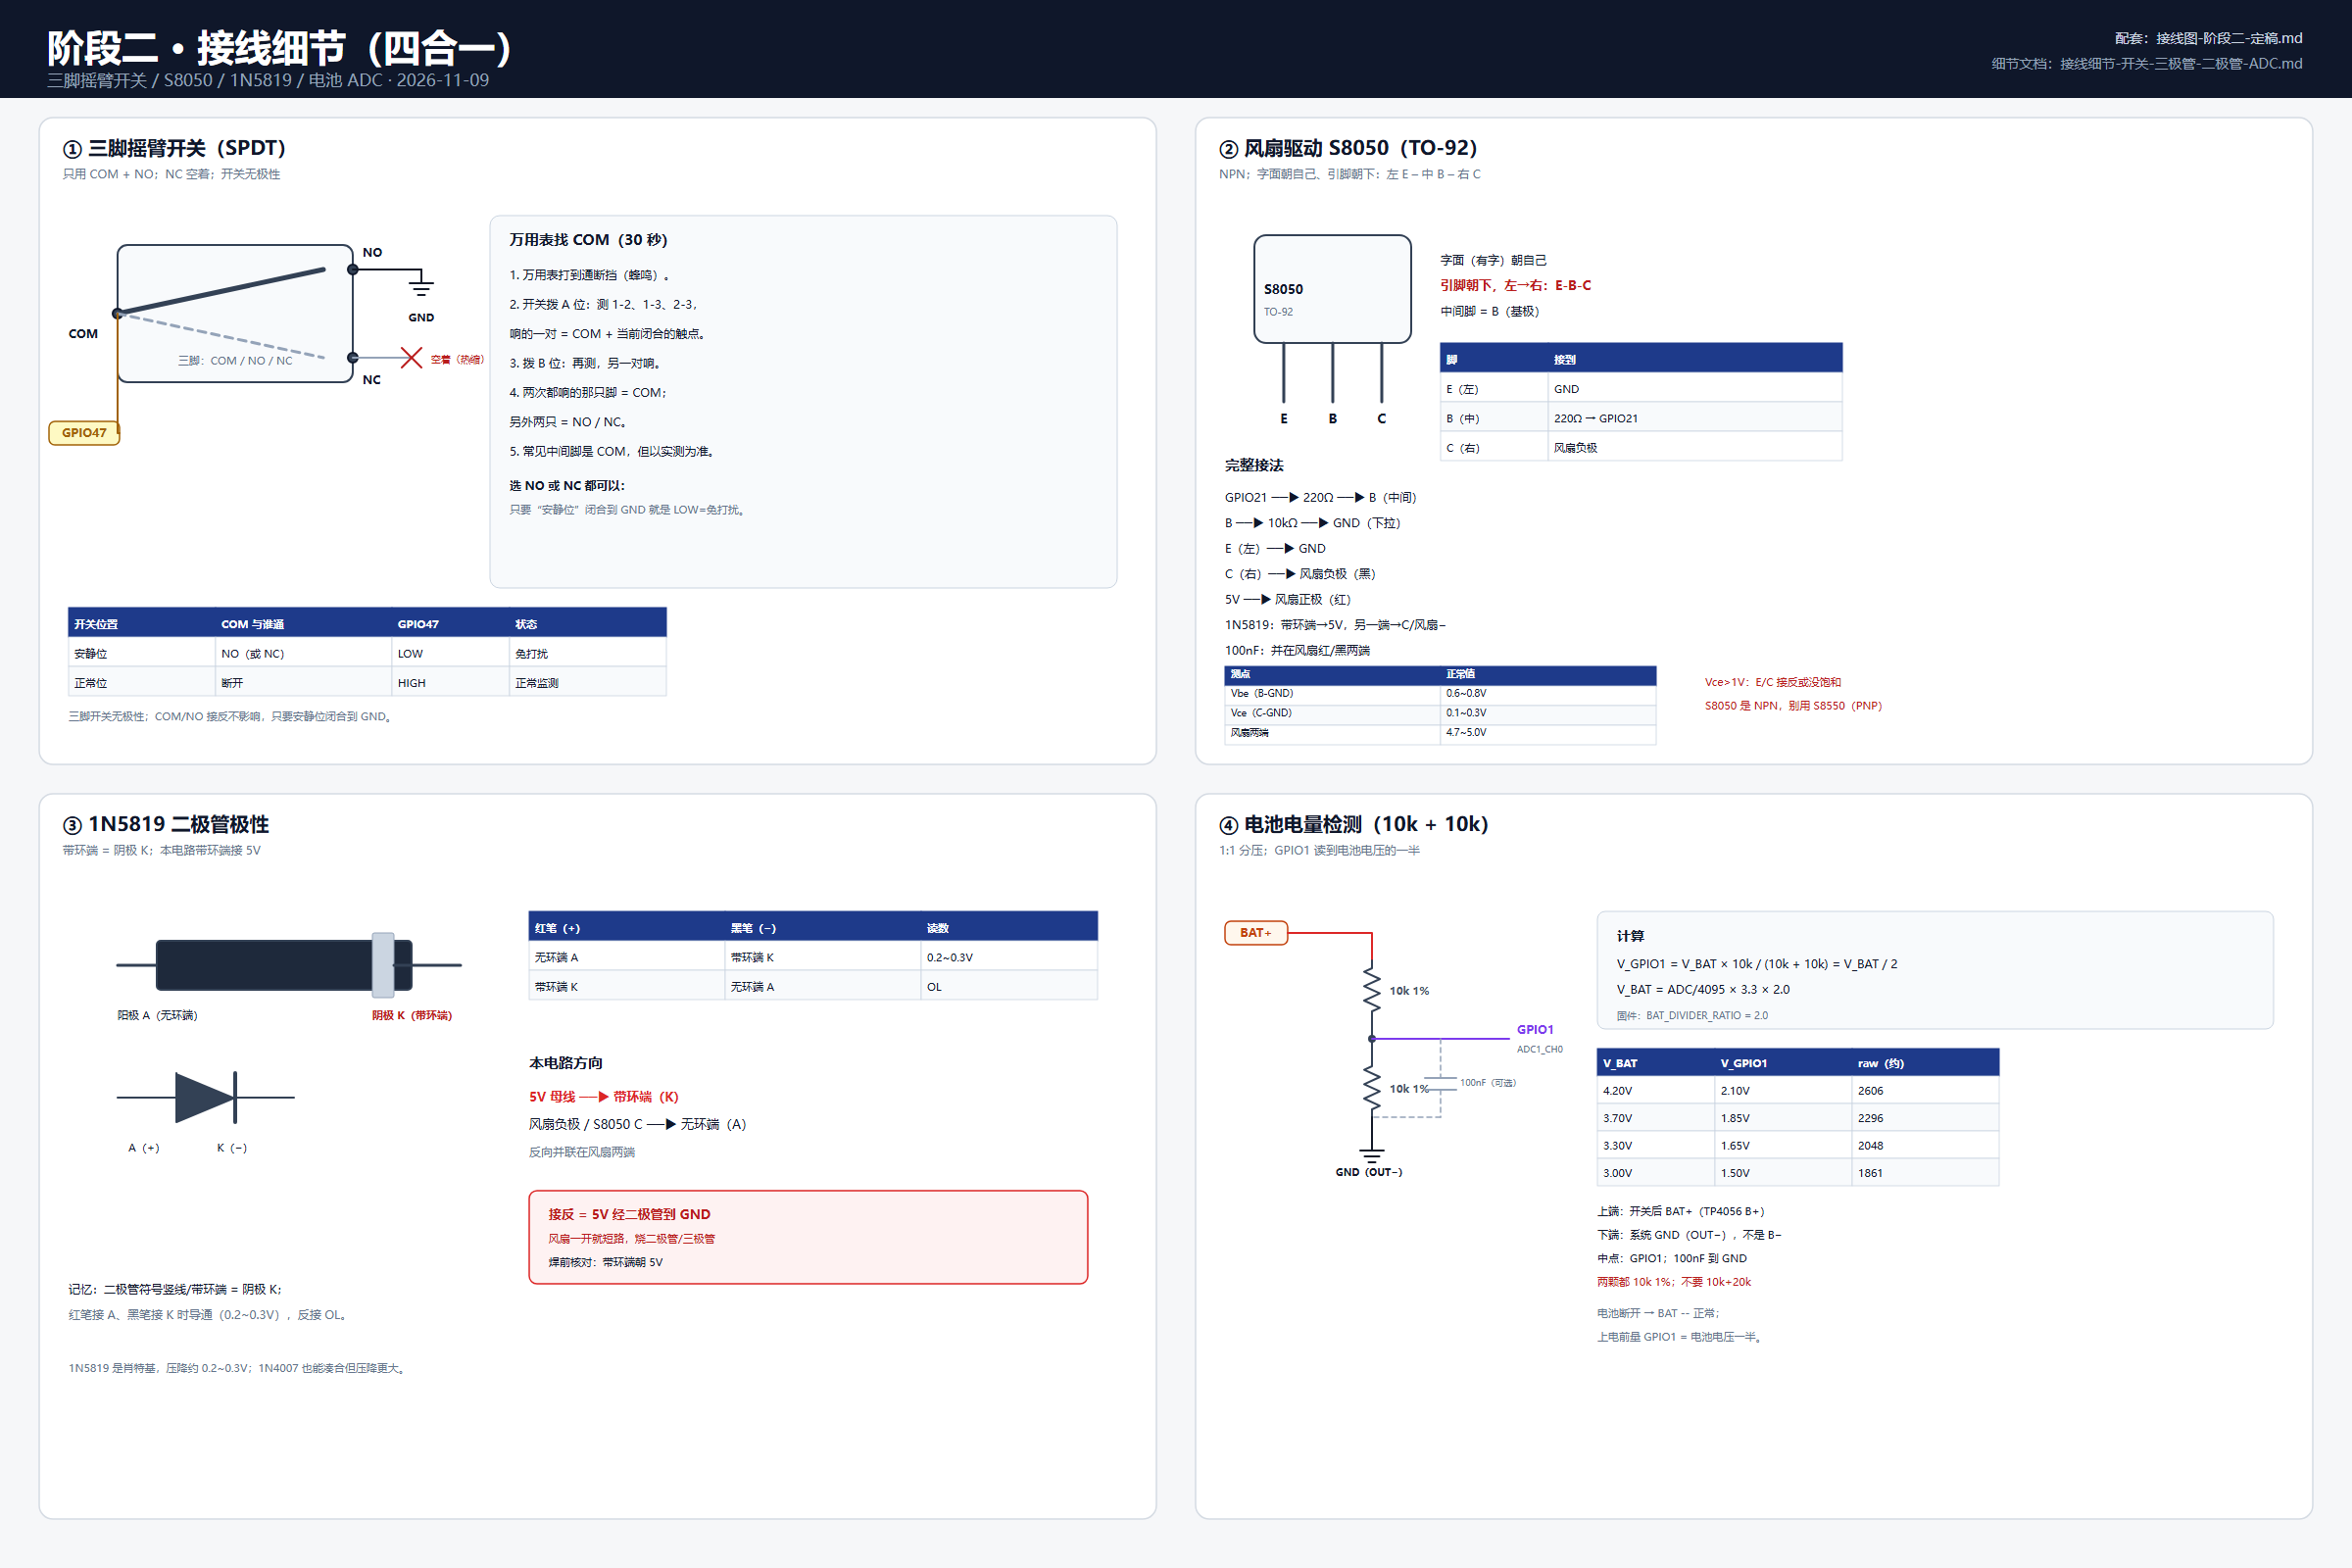 阶段二 · 接线细节（四合一）
三脚摇臂开关 / S8050 / 1N5819 / 电池 ADC · 2026-11-09
配套：接线图-阶段二-定稿.md
细节文档：接线细节-开关-三极管-二极管-ADC.md
① 三脚摇臂开关（SPDT）
只用 COM + NO；NC 空着；开关无极性
NO
GND
COM
三脚：COM / NO / NC
空着（热缩）
NC
GPIO47
万用表找 COM（30 秒）
1. 万用表打到通断挡（蜂鸣）。
2. 开关拨 A 位：测 1-2、1-3、2-3，
响的一对 = COM + 当前闭合的触点。
3. 拨 B 位：再测，另一对响。
4. 两次都响的那只脚 = COM；
另外两只 = NO / NC。
5. 常见中间脚是 COM，但以实测为准。
选 NO 或 NC 都可以：
只要“安静位”闭合到 GND 就是 LOW=免打扰。
开关位置 COM 与谁通 GPIO47 状态
安静位 NO（或 NC） LOW 免打扰
正常位 断开 HIGH 正常监测
三脚开关无极性；COM/NO 接反不影响，只要安静位闭合到 GND。
② 风扇驱动 S8050（TO-92）
NPN；字面朝自己、引脚朝下：左 E – 中 B – 右 C
S8050
TO-92
E B C
字面（有字）朝自己
引脚朝下，左→右：E-B-C
中间脚 = B（基极）
脚 接到
E（左） GND
B（中） 220Ω → GPIO21
C（右） 风扇负极
完整接法
GPIO21 ──▶ 220Ω ──▶ B（中间）
B ──▶ 10kΩ ──▶ GND（下拉）
E（左）──▶ GND
C（右）──▶ 风扇负极（黑）
5V ──▶ 风扇正极（红）
1N5819：带环端→5V，另一端→C/风扇−
100nF：并在风扇红/黑两端
测点 正常值
Vbe（B-GND） 0.6~0.8V
Vce（C-GND） 0.1~0.3V
风扇两端 4.7~5.0V
Vce>1V：E/C 接反或没饱和
S8050 是 NPN，别用 S8550（PNP）
③ 1N5819 二极管极性
带环端 = 阴极 K；本电路带环端接 5V
阳极 A（无环端）
阴极 K（带环端）
A（+） K（−）
红笔（+） 黑笔（−） 读数
无环端 A 带环端 K 0.2~0.3V
带环端 K 无环端 A OL
本电路方向
5V 母线 ──▶ 带环端（K）
风扇负极 / S8050 C ──▶ 无环端（A）
反向并联在风扇两端
接反 = 5V 经二极管到 GND
风扇一开就短路，烧二极管/三极管
焊前核对：带环端朝 5V
记忆：二极管符号竖线/带环端 = 阴极 K；
红笔接 A、黑笔接 K 时导通（0.2~0.3V），反接 OL。
1N5819 是肖特基，压降约 0.2~0.3V；1N4007 也能凑合但压降更大。
④ 电池电量检测（10k + 10k）
1:1 分压；GPIO1 读到电池电压的一半
BAT+
10k 1%
GPIO1
ADC1_CH0
10k 1%
100nF（可选）
GND（OUT−）
计算
V_GPIO1 = V_BAT × 10k / (10k + 10k) = V_BAT / 2
V_BAT = ADC/4095 × 3.3 × 2.0
固件：BAT_DIVIDER_RATIO = 2.0
V_BAT V_GPIO1 raw（约）
4.20V 2.10V 2606
3.70V 1.85V 2296
3.30V 1.65V 2048
3.00V 1.50V 1861
上端：开关后 BAT+（TP4056 B+）
下端：系统 GND（OUT−），不是 B−
中点：GPIO1；100nF 到 GND
两颗都 10k 1%；不要 10k+20k
电池断开 → BAT -- 正常；
上电前量 GPIO1 = 电池电压一半。